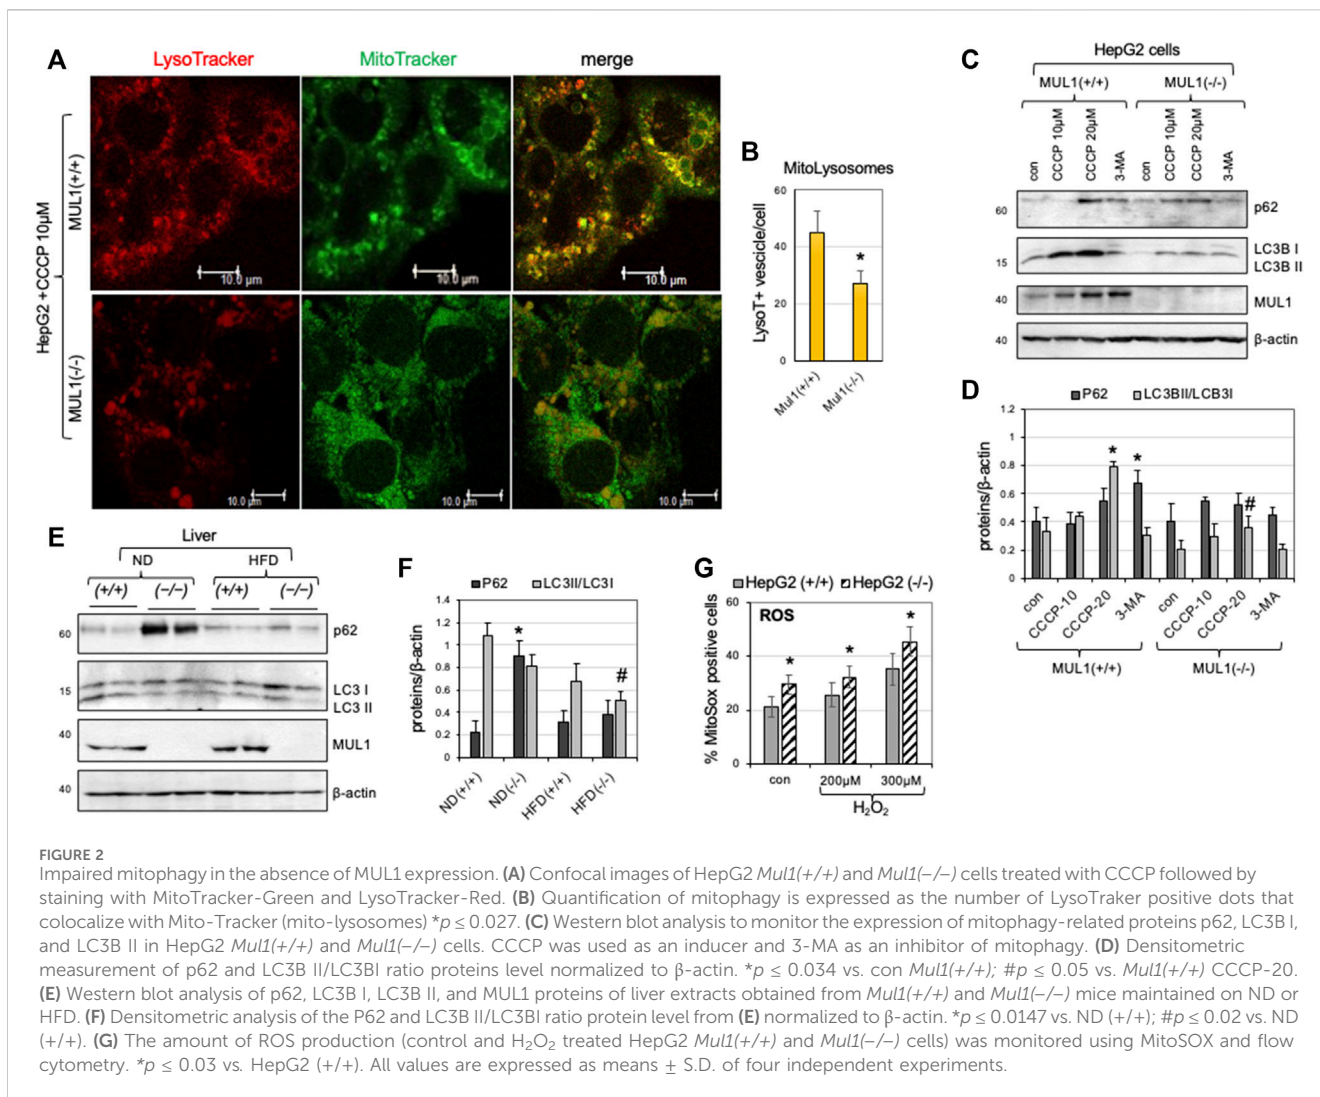 A
LysoTracker
MitoTracker
merge
HepG2 +CCCP 10μM
MUL1(+/+)
10.0 μm
10.0 μm
10.0 μm
MUL1(-/-)
10.0 μm
10.0 μm
10.0 μm
B
MitoLysosomes
LysoT+ vescicle/cell
60
40
20
0
*
Mul1(+/+)
Mul1(-/-)
C
HepG2 cells
MUL1(+/+)
MUL1(-/-)
con
CCCP 10μM
CCCP 20μM
3-MA
con
CCCP 10μM
CCCP 20μM
3-MA
60
p62
15
LC3B I
LC3B II
40
MUL1
40
β-actin
D
P62
LC3BII/LCB3I
proteins/β-actin
1.2
1
0.8
0.6
0.4
0.2
0
*
*
#
con
CCCP-10
CCCP-20
3-MA
con
CCCP-10
CCCP-20
3-MA
MUL1(+/+)
MUL1(-/-)
E
Liver
ND
HFD
(+/+)
(-/-)
(+/+)
(-/-)
60
p62
15
LC3 I
LC3 II
40
MUL1
40
β-actin
F
P62
LC3II/LC3I
proteins/β-actin
1.4
1.2
1
0.8
0.6
0.4
0.2
0
*
#
ND(+/+)
ND(-/-)
HFD(+/+)
HFD(-/-)
G
HepG2 (+/+)
HepG2 (-/-)
ROS
% MitoSox positive cells
60
40
20
0
*
*
*
con
200μM
300μM
H₂O₂
FIGURE 2
Impaired mitophagy in the absence of MUL1 expression. (A) Confocal images of HepG2 Mul1(+/+) and Mul1(−/−) cells treated with CCCP followed by
staining with MitoTracker-Green and LysoTracker-Red. (B) Quantification of mitophagy is expressed as the number of LysoTraker positive dots that
colocalize with Mito-Tracker (mito-lysosomes) *p ≤ 0.027. (C) Western blot analysis to monitor the expression of mitophagy-related proteins p62, LC3B I,
and LC3B II in HepG2 Mul1(+/+) and Mul1(−/−) cells. CCCP was used as an inducer and 3-MA as an inhibitor of mitophagy. (D) Densitometric
measurement of p62 and LC3B II/LC3BI ratio proteins level normalized to β-actin. *p ≤ 0.034 vs. con Mul1(+/+); #p ≤ 0.05 vs. Mul1(+/+) CCCP-20.
(E) Western blot analysis of p62, LC3B I, LC3B II, and MUL1 proteins of liver extracts obtained from Mul1(+/+) and Mul1(−/−) mice maintained on ND or
HFD. (F) Densitometric analysis of the P62 and LC3B II/LC3BI ratio protein level from (E) normalized to β-actin. *p ≤ 0.0147 vs. ND (+/+); #p ≤ 0.02 vs. ND
(+/+). (G) The amount of ROS production (control and H₂O₂ treated HepG2 Mul1(+/+) and Mul1(−/−) cells) was monitored using MitoSOX and flow
cytometry. *p ≤ 0.03 vs. HepG2 (+/+). All values are expressed as means ± S.D. of four independent experiments.